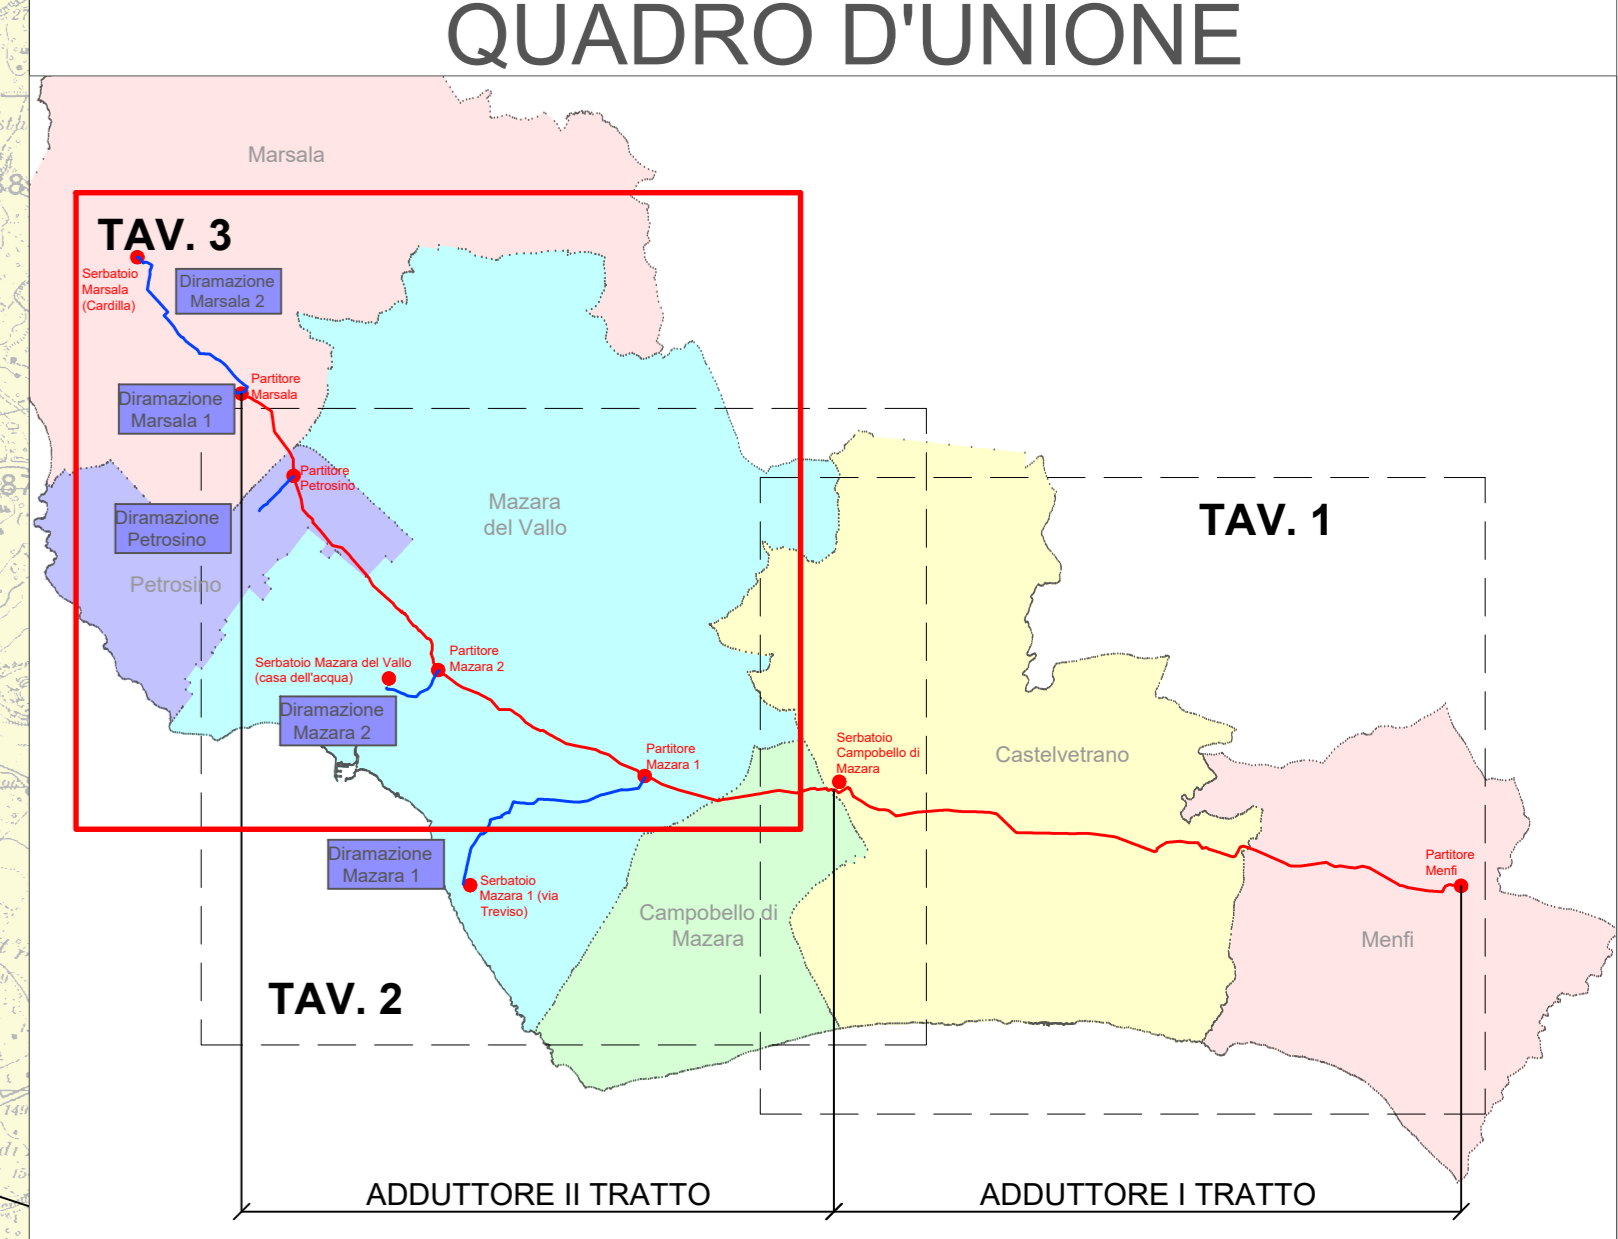 QUADRO D'UNIONE
Marsala
TAV. 3
Serbatoio
Marsala
(Cardilla)
Diramazione
Marsala 2
Partitore
Marsala
Diramazione
Marsala 1
Partitore
Petrosino
Diramazione
Petrosino
Petrosino
Mazara
del Vallo
TAV. 1
Partitore
Mazara 2
Serbatoio Mazara del Vallo
(casa dell'acqua)
Diramazione
Mazara 2
Partitore
Mazara 1
Serbatoio
Campobello di
Mazara
Castelvetrano
Diramazione
Mazara 1
Serbatoio
Mazara 1 (via
Treviso)
Partitore
Menfi
Campobello di
Mazara
Menfi
TAV. 2
ADDUTTORE II TRATTO
ADDUTTORE I TRATTO
27
87
149